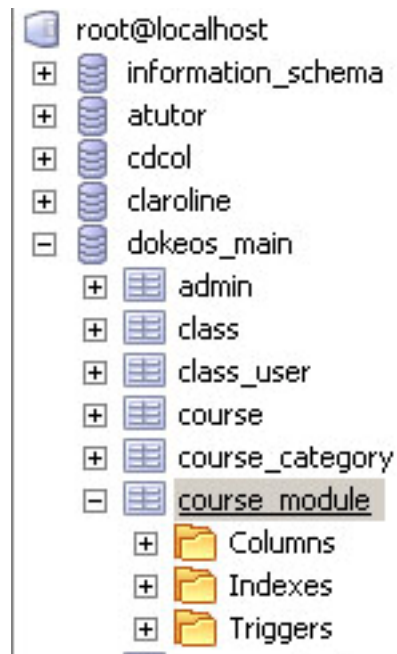 root@localhost
information_schema
atutor
cdcol
claroline
dokeos_main
admin
class
class_user
course
course_category
course_module
Columns
Indexes
Triggers